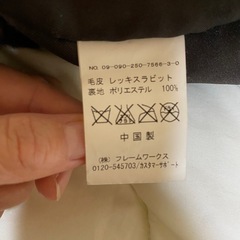 NO. 09-090-250-7566-3-0
毛皮 レッキスラビット
裏地 ポリエステル 100%
中国製
(株) フレームワークス
0120-545703/カスタマーサポート